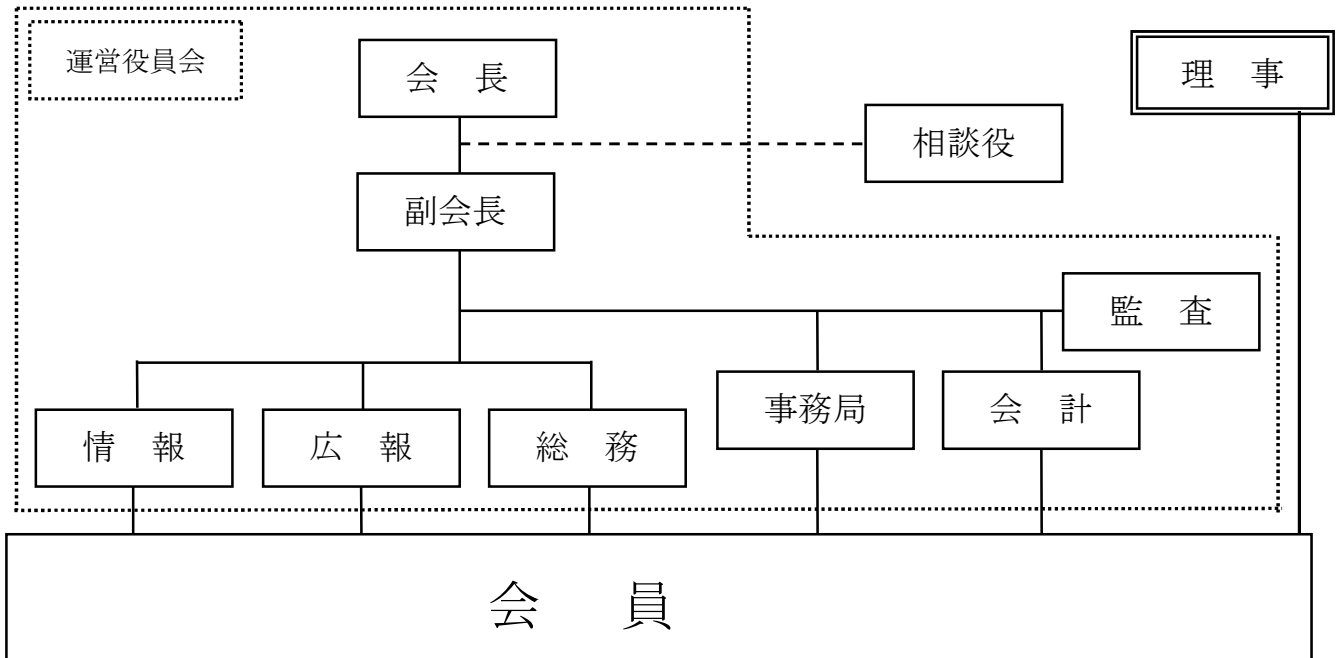 運営役員会
会　長
理　事
相談役
副会長
監　査
事務局
会　計
情　報
広　報
総　務
会　員